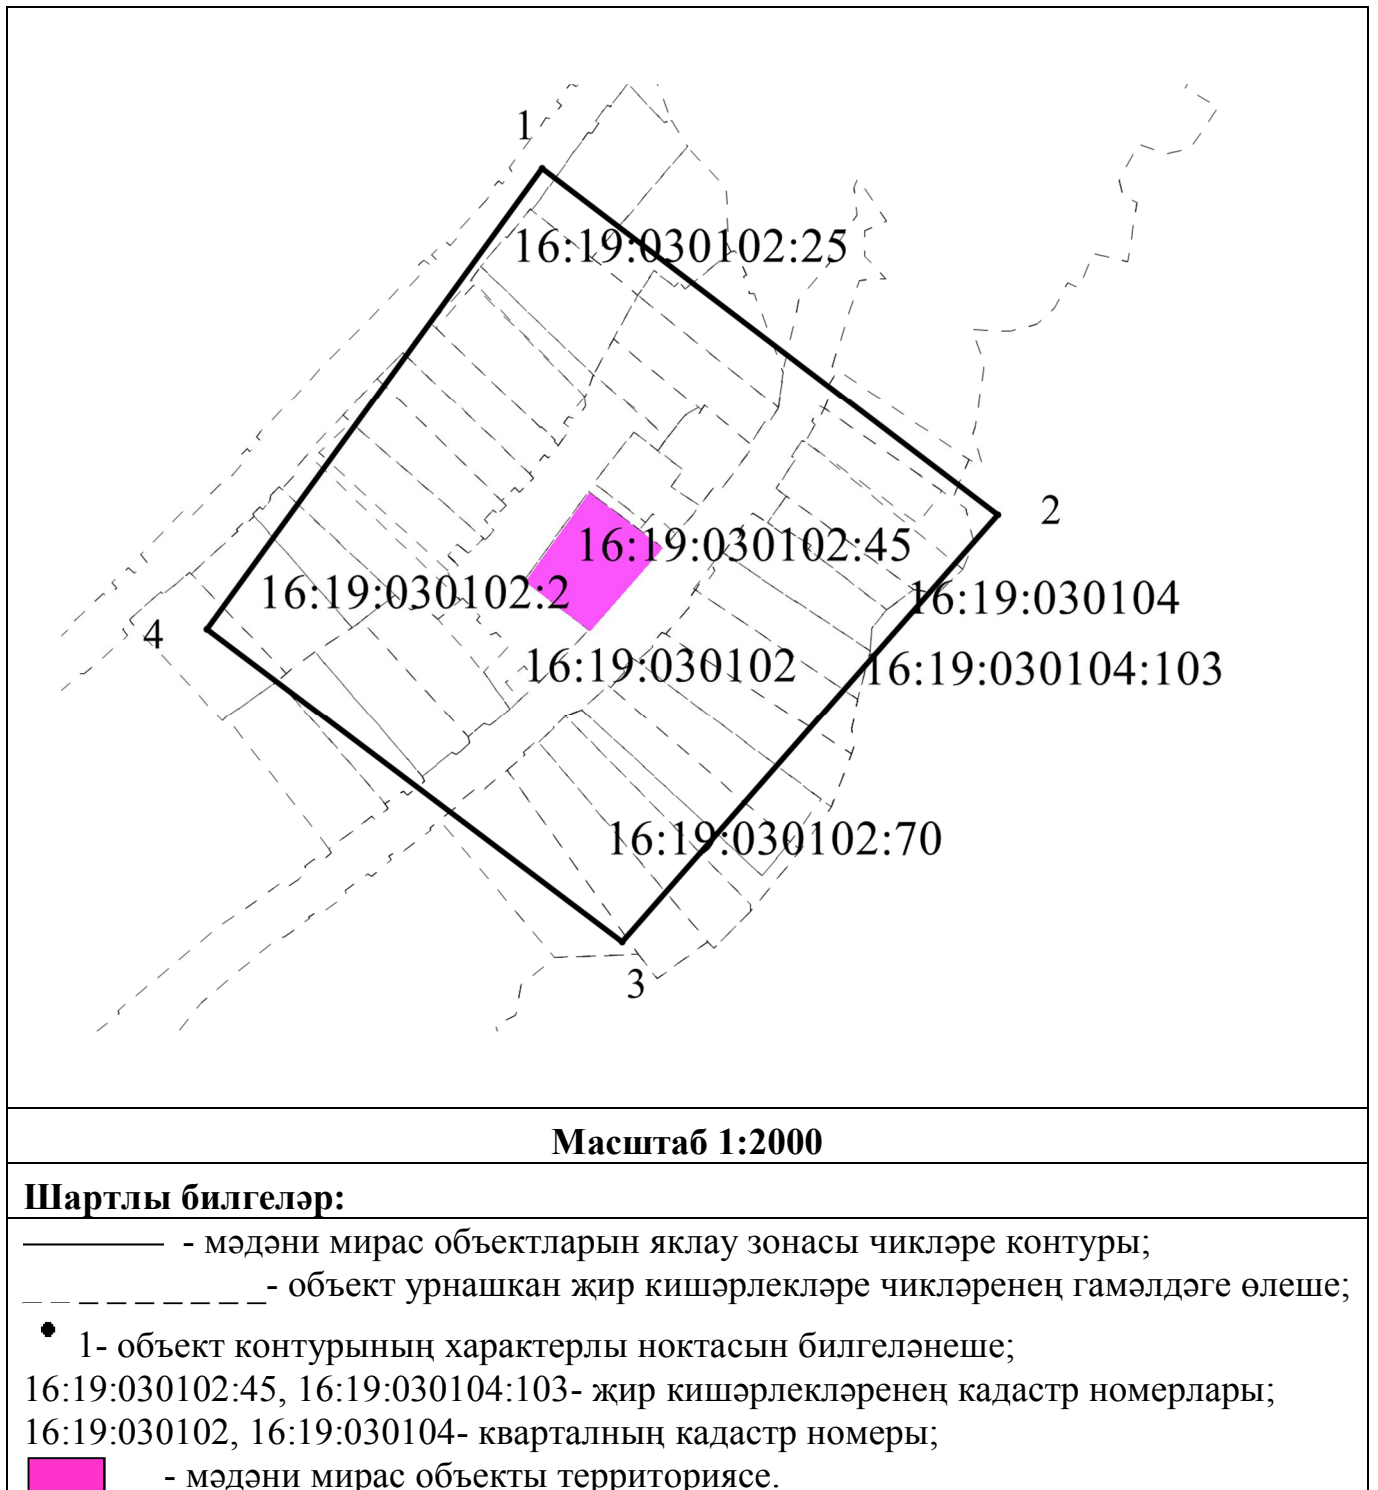 1
16:19:030102:25
2
16:19:030102:45
16:19:030102:2
16:19:030104
4
16:19:030102
16:19:030104:103
16:19:030102:70
3
Масштаб 1:2000
Шартлы билгеләр:
- мәдәни мирас объектларын яклау зонасы чикләре контуры;
_ _ _ _ _ _ _ _ _- объект урнашкан җир кишәрлекләре чикләренең гамәлдәге өлеше;
• 1- объект контурының характерлы ноктасын билгеләнеше;
16:19:030102:45, 16:19:030104:103- җир кишәрлекләренең кадастр номерлары;
16:19:030102, 16:19:030104- кварталның кадастр номеры;
- мәдәни мирас объекты территориясе.